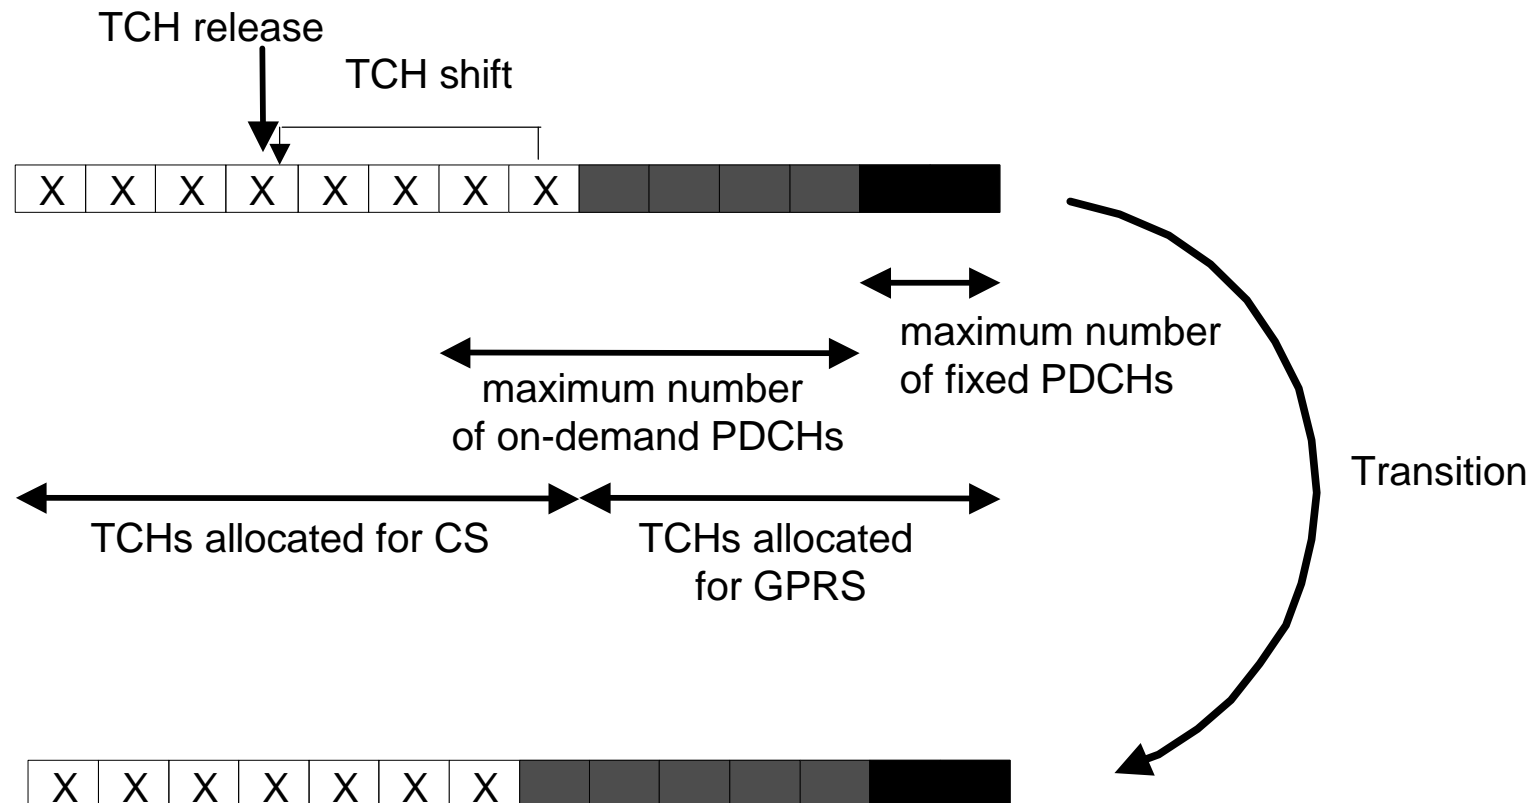 TCH release
TCH shift
X X X X X X X X
maximum number
of fixed PDCHs
maximum number
of on-demand PDCHs
Transition
TCHs allocated for CS
TCHs allocated
for GPRS
X X X X X X X